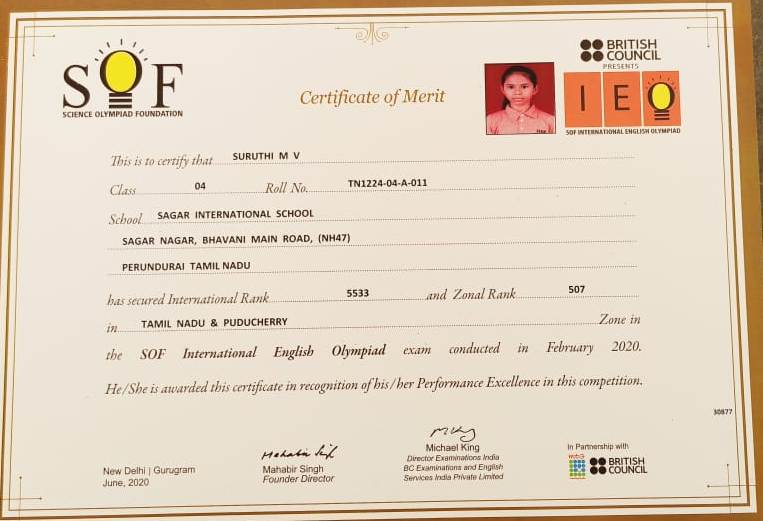 SOF
SCIENCE OLYMPIAD FOUNDATION
Certificate of Merit
BRITISH COUNCIL
PRESENTS
IEO
SOF INTERNATIONAL ENGLISH OLYMPIAD
This is to certify that SURUTHI M V
Class 04 Roll No. TN1224-04-A-011
School SAGAR INTERNATIONAL SCHOOL
SAGAR NAGAR, BHAVANI MAIN ROAD, (NH47)
PERUNDURAI TAMIL NADU
has secured International Rank 5533 and Zonal Rank 507
in TAMIL NADU & PUDUCHERRY Zone in
the SOF International English Olympiad exam conducted in February 2020.
He/She is awarded this certificate in recognition of his/her Performance Excellence in this competition.
30877
New Delhi | Gurugram
June, 2020
Mahabir Singh
Mahabir Singh
Founder Director
MKing
Michael King
Director Examinations India
BC Examinations and English
Services India Private Limited
In Partnership with
BRITISH
COUNCIL